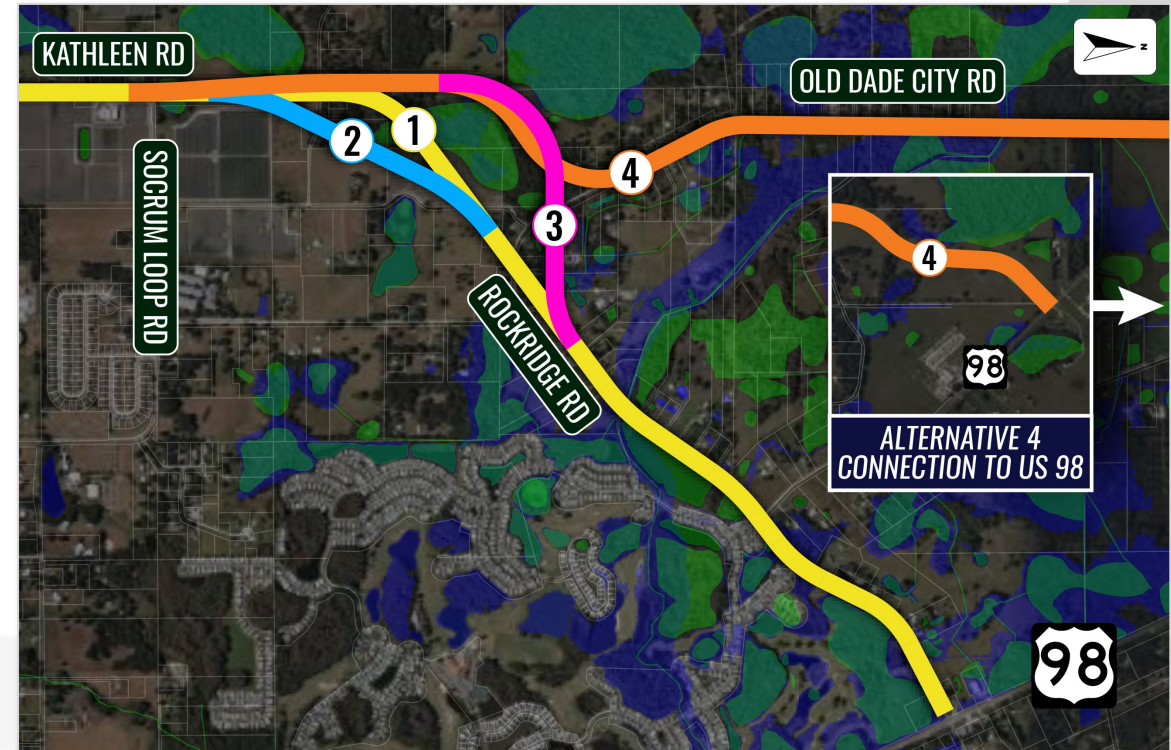 KATHLEEN RD
N
OLD DADE CITY RD
1
2
4
3
SOCRUM LOOP RD
4
ROCKRIDGE RD
98
ALTERNATIVE 4
CONNECTION TO US 98
98